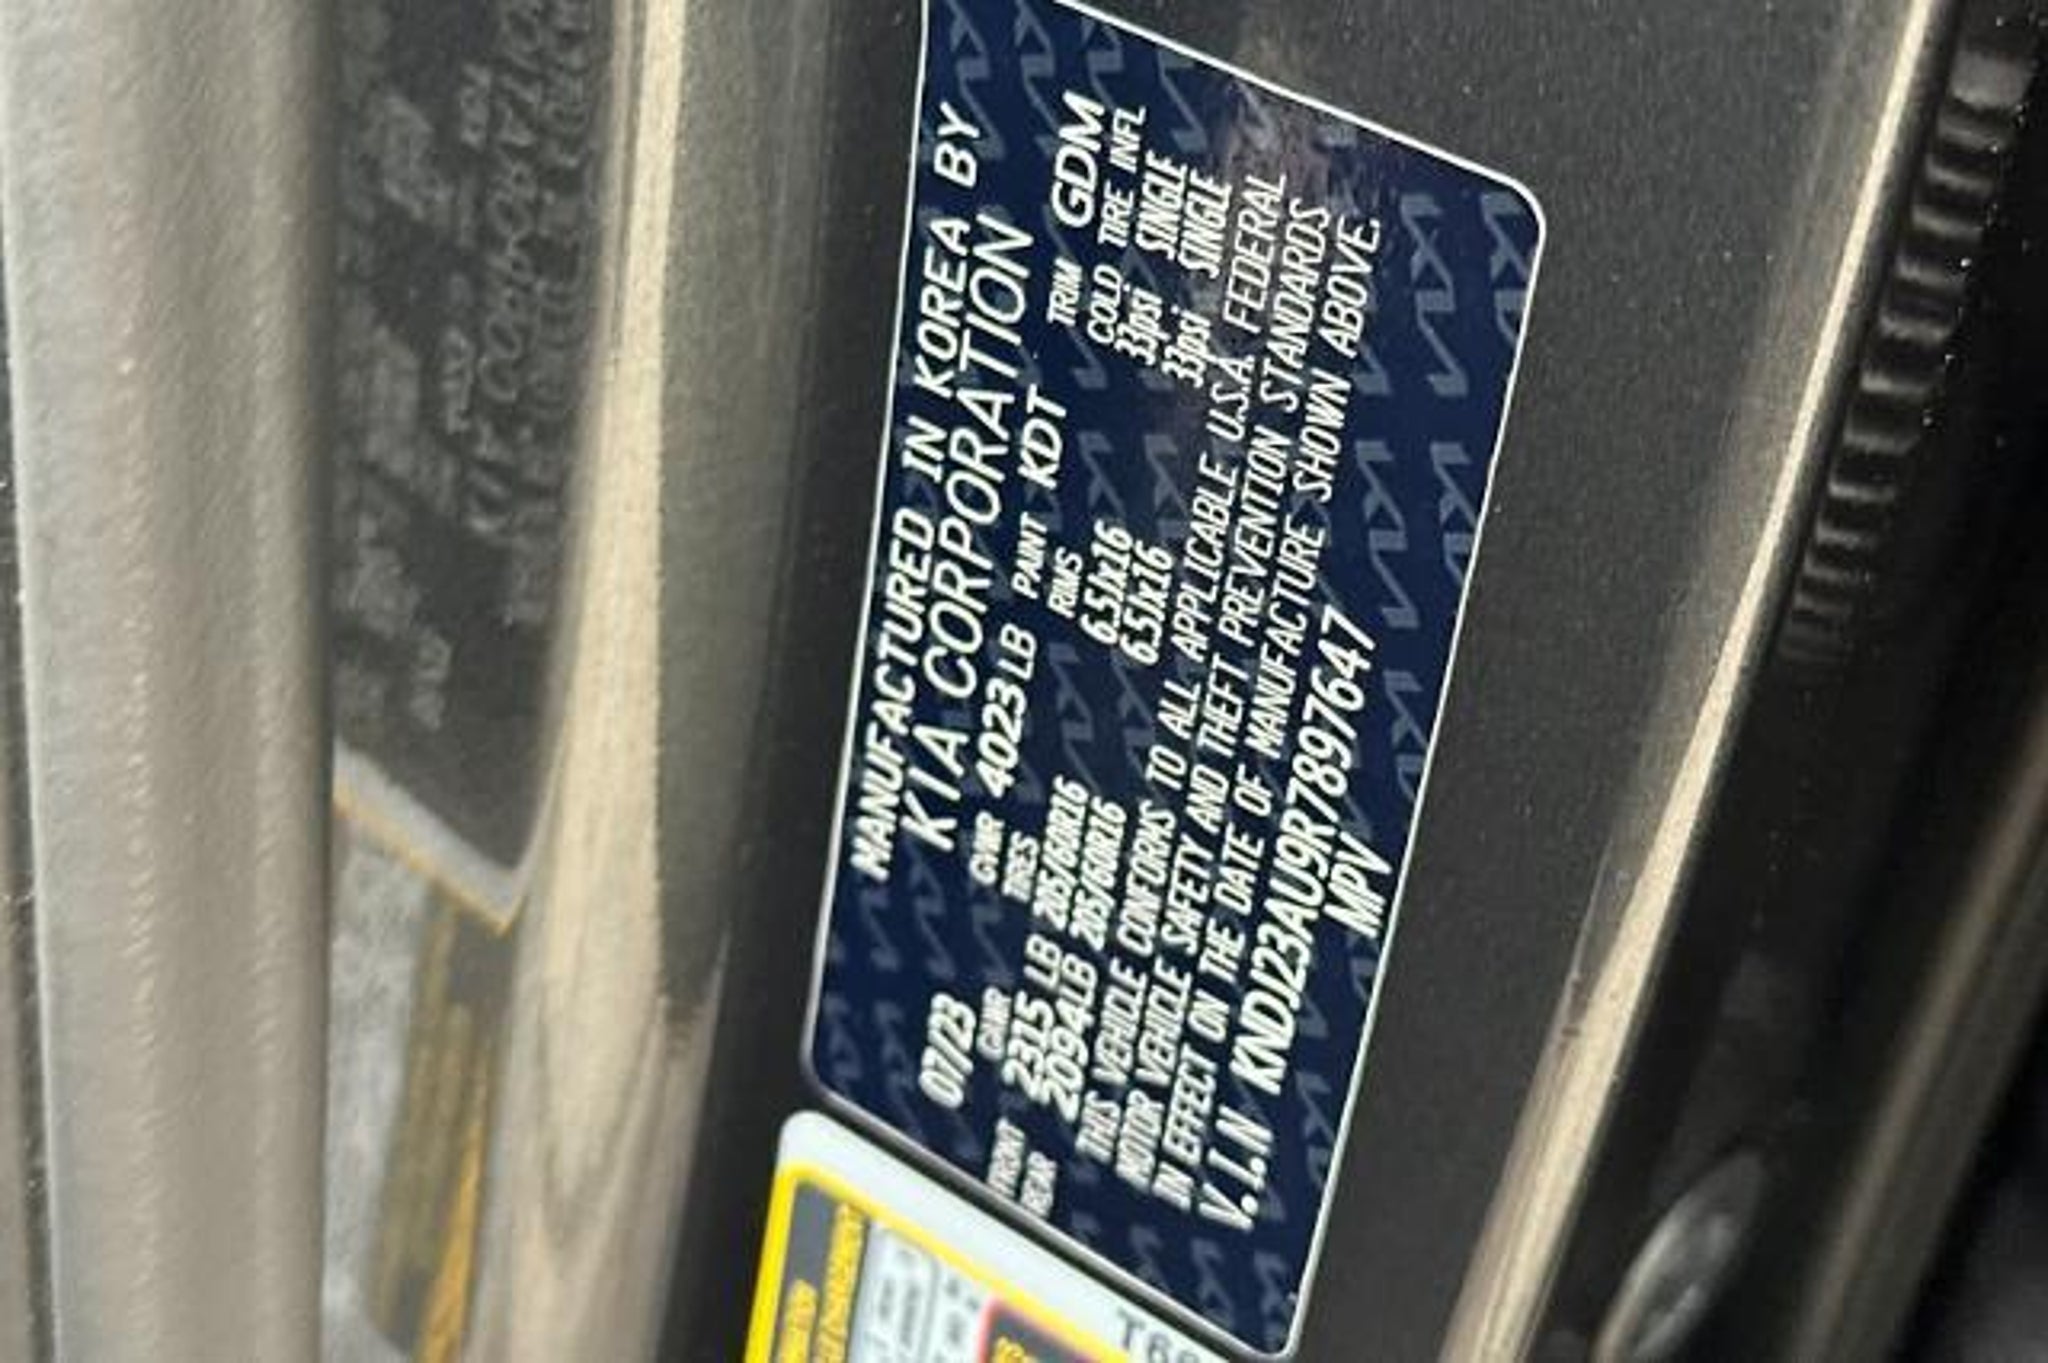 MANUFACTURED IN KOREA BY
KIA CORPORATION
07/23 GVWR 4023LB PAINT KDT TRIM GDM
GAWR TIRES RIMS COLD TIRE INFL
FRONT 2315 LB 205/60R16 6.5Jx16 33psi SINGLE
REAR 2094LB 205/60R16 6.5Jx16 33psi SINGLE
THIS VEHICLE CONFORMS TO ALL APPLICABLE U.S.A. FEDERAL
MOTOR VEHICLE SAFETY AND THEFT PREVENTION STANDARDS
IN EFFECT ON THE DATE OF MANUFACTURE SHOWN ABOVE.
V.I.N KNDJ23AU9R7897647
MPV